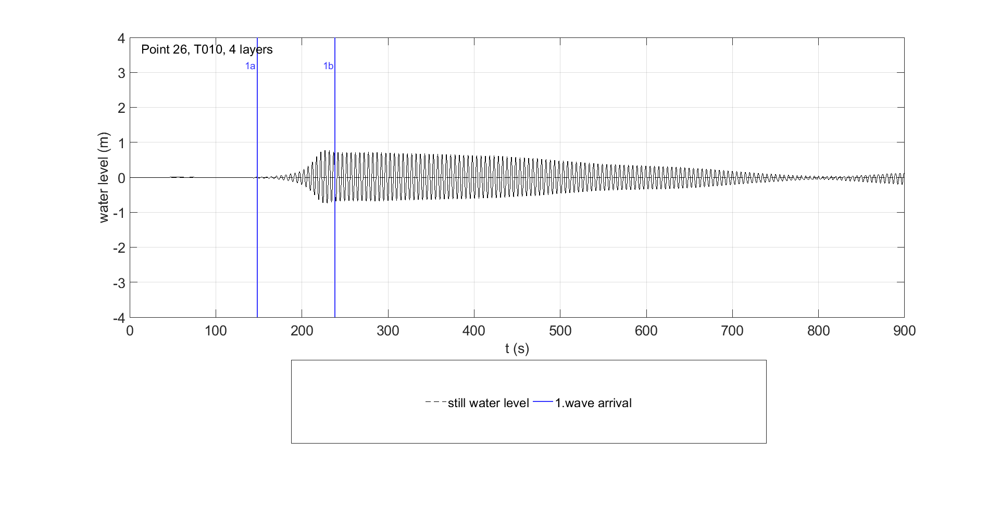 Point 26, T010, 4 layers
1a 1b
4
3
2
1
0
-1
-2
-3
-4
water level (m)
0 100 200 300 400 500 600 700 800 900
t (s)
still water level 1.wave arrival